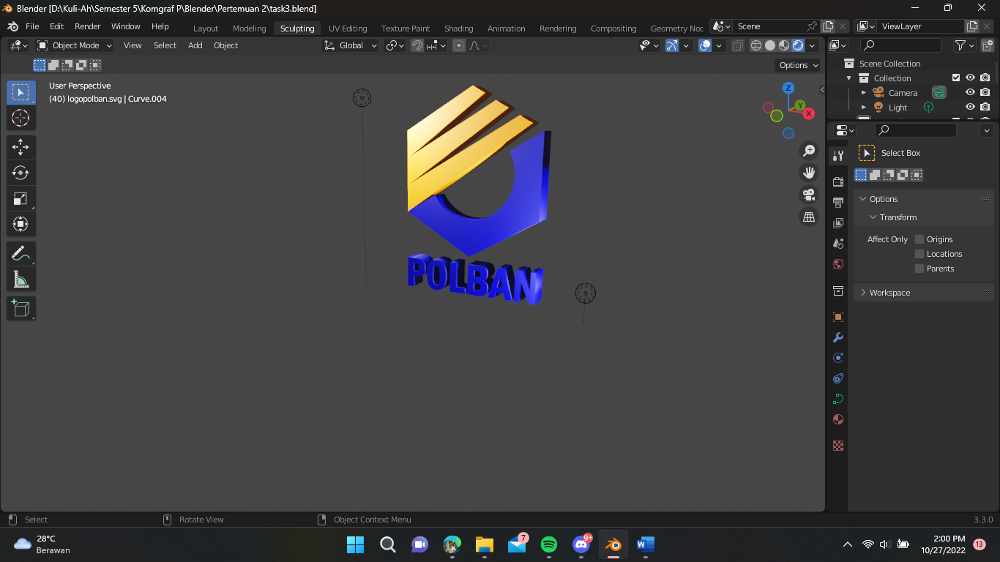 Blender [D:\Kuli-Ah\Semester 5\Komgraf P\Blender\Pertemuan 2\task3.blend]
File Edit Render Window Help Layout Modeling Sculpting UV Editing Texture Paint Shading Animation Rendering Compositing Geometry Noc Scene ViewLayer
Object Mode View Select Add Object Global
Options
User Perspective
(40) logopolban.svg | Curve.004
Z
Y
X
POLBAN
Scene Collection
Collection
Camera
Light
Select Box
Options
Transform
Affect Only Origins
Locations
Parents
Workspace
Select Rotate View Object Context Menu 3.3.0
28°C
Berawan
7
9+
2:00 PM
10/27/2022
13